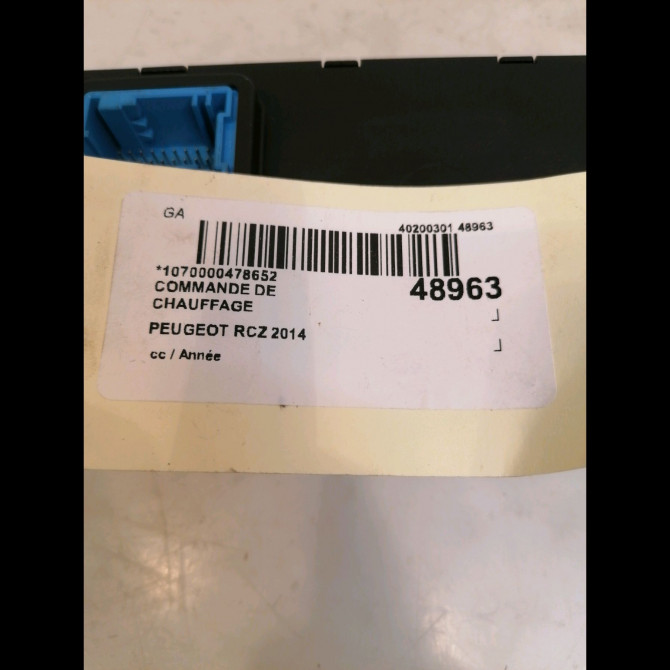 GA
40200301 48963
*1070000478652
COMMANDE DE
CHAUFFAGE
48963
PEUGEOT RCZ 2014
cc / Année